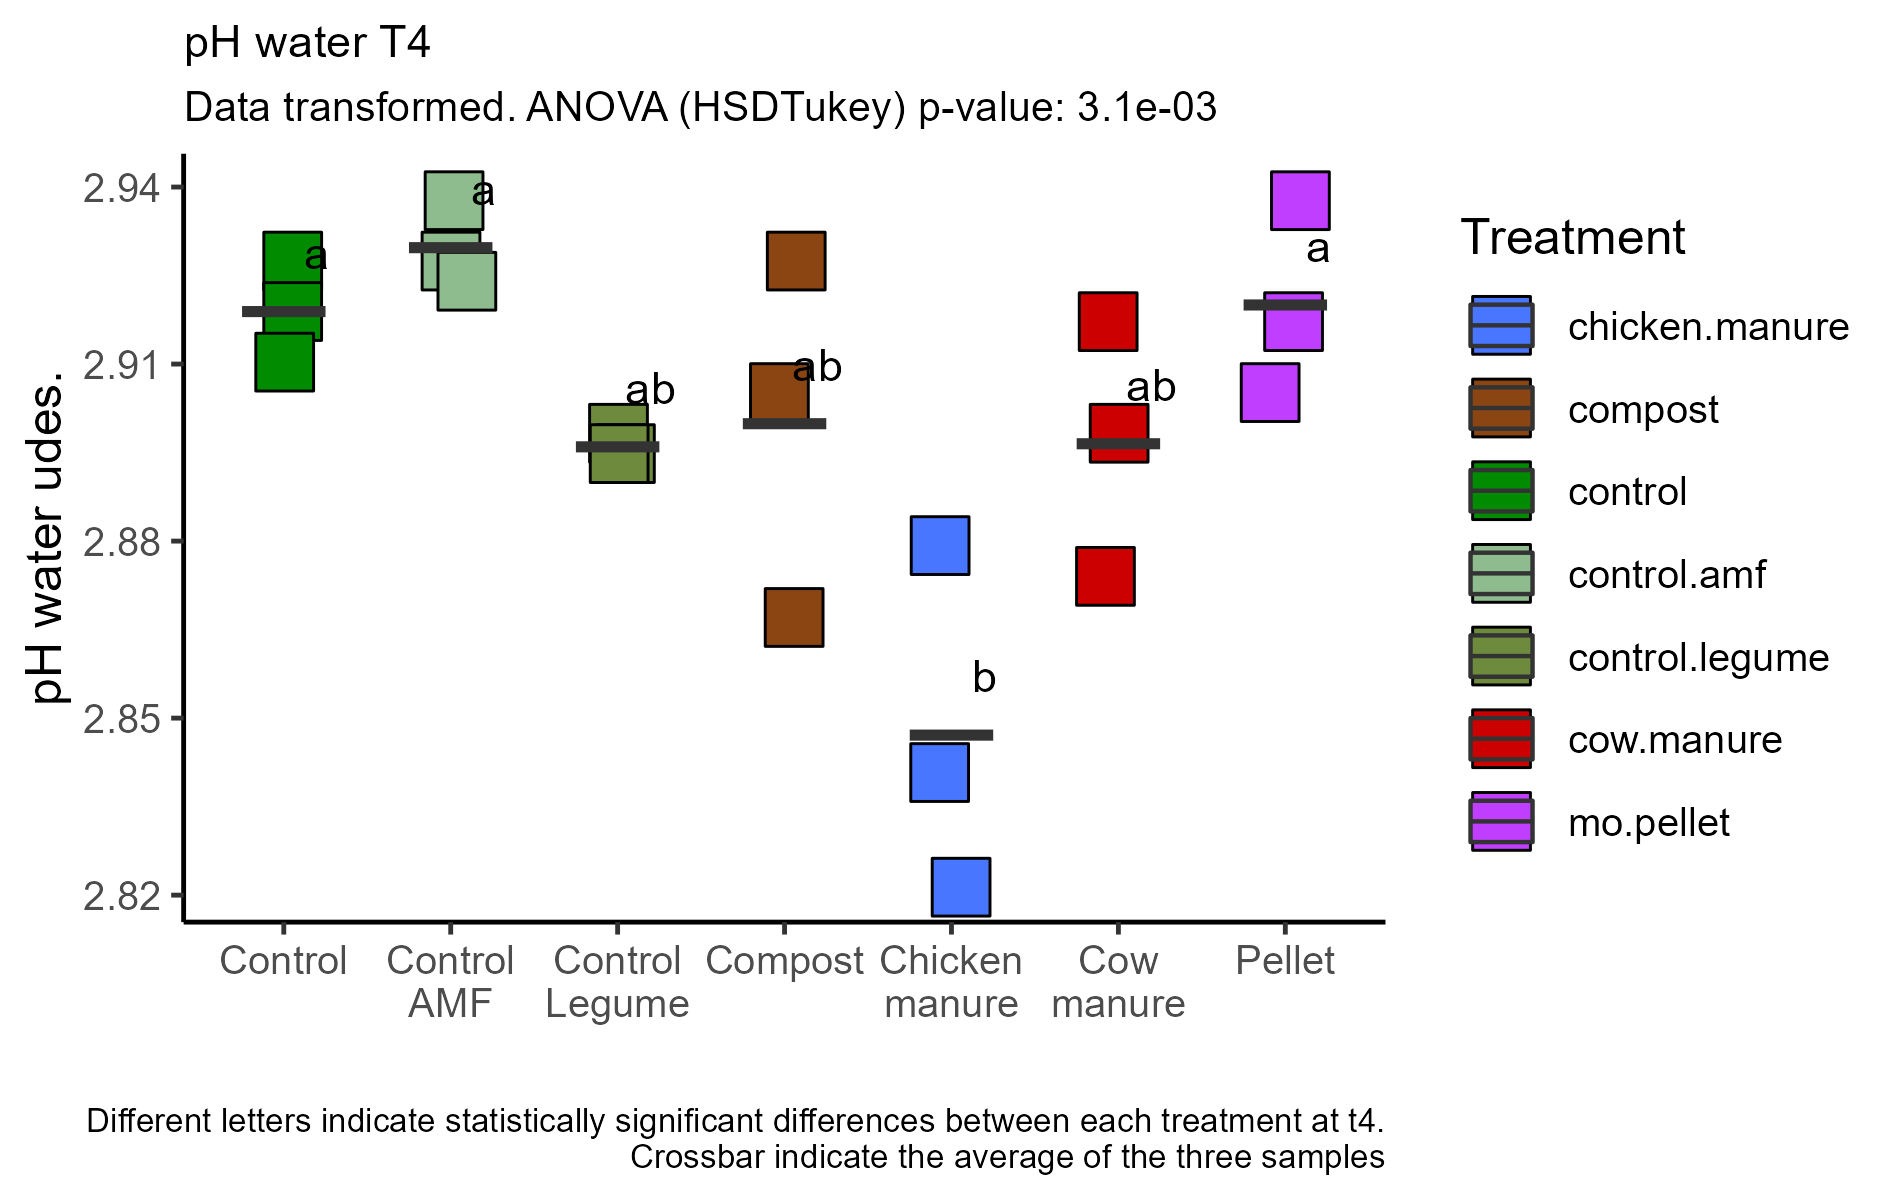 pH water T4
Data transformed. ANOVA (HSDTukey) p-value: 3.1e-03
pH water udes.
2.94
2.91
2.88
2.85
2.82
a
a
ab
ab
b
ab
a
Control
Control
AMF
Control
Legume
Compost
Chicken
manure
Cow
manure
Pellet
Treatment
chicken.manure
compost
control
control.amf
control.legume
cow.manure
mo.pellet
Different letters indicate statistically significant differences between each treatment at t4.
Crossbar indicate the average of the three samples